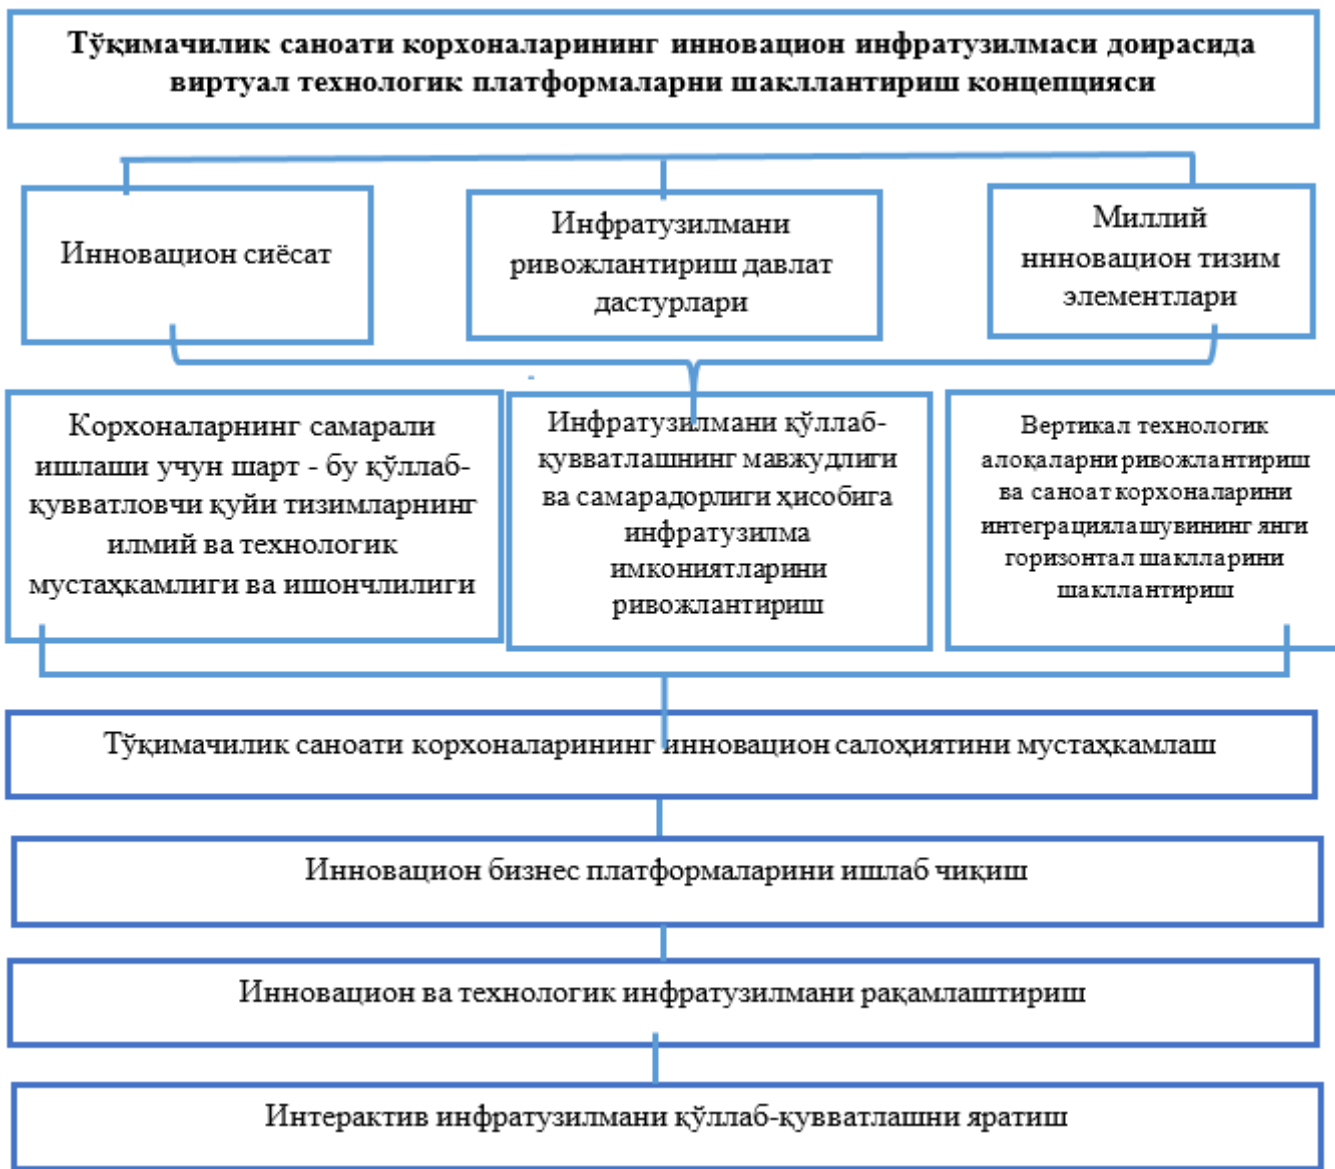 Тўқимачилик саноати корхоналарининг инновацион инфратузилмаси доирасида
виртуал технологик платформаларни шакллантириш концепцияси
Инновацион сиёсат
Инфратузилмани
ривожлантириш давлат
дастурлари
Миллий
ннновацион тизим
элементлари
Корхоналарнинг самарали
ишлаши учун шарт - бу қўллаб-
қувватловчи қуйи тизимларнинг
илмий ва технологик
мустаҳкамлиги ва ишончлилиги
Инфратузилмани қўллаб-
қувватлашнинг мавжудлиги
ва самарадорлиги ҳисобига
инфратузилма
имкониятларини
ривожлантириш
Вертикал технологик
алоқаларни ривожлантириш
ва саноат корхоналарини
интеграциялашувининг янги
горизонтал шаклларини
шакллантириш
Тўқимачилик саноати корхоналарининг инновацион салоҳиятини мустаҳкамлаш
Инновацион бизнес платформаларини ишлаб чиқиш
Инновацион ва технологик инфратузилмани рақамлаштириш
Интерактив инфратузилмани қўллаб-қувватлашни яратиш